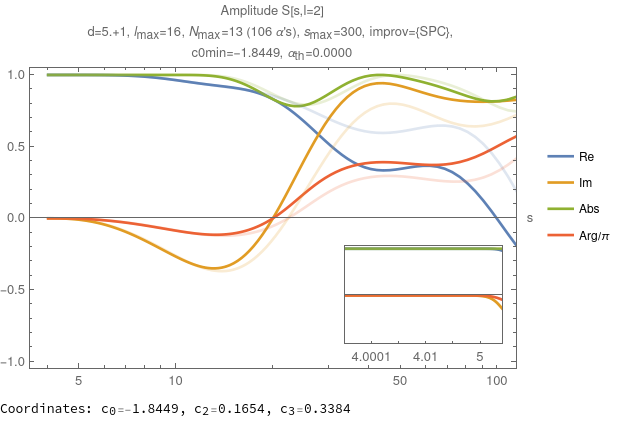 Amplitude S[s,l=2]
d=5.+1, lmax=16, Nmax=13 (106 α's), smax=300, improv={SPC},
c0min=−1.8449, αth=0.0000
1.0
0.5
0.0
−0.5
−1.0
5
10
50
100
s
Re
Im
Abs
Arg/π
4.0001
4.01
5
Coordinates: c0=−1.8449, c2=0.1654, c3=0.3384